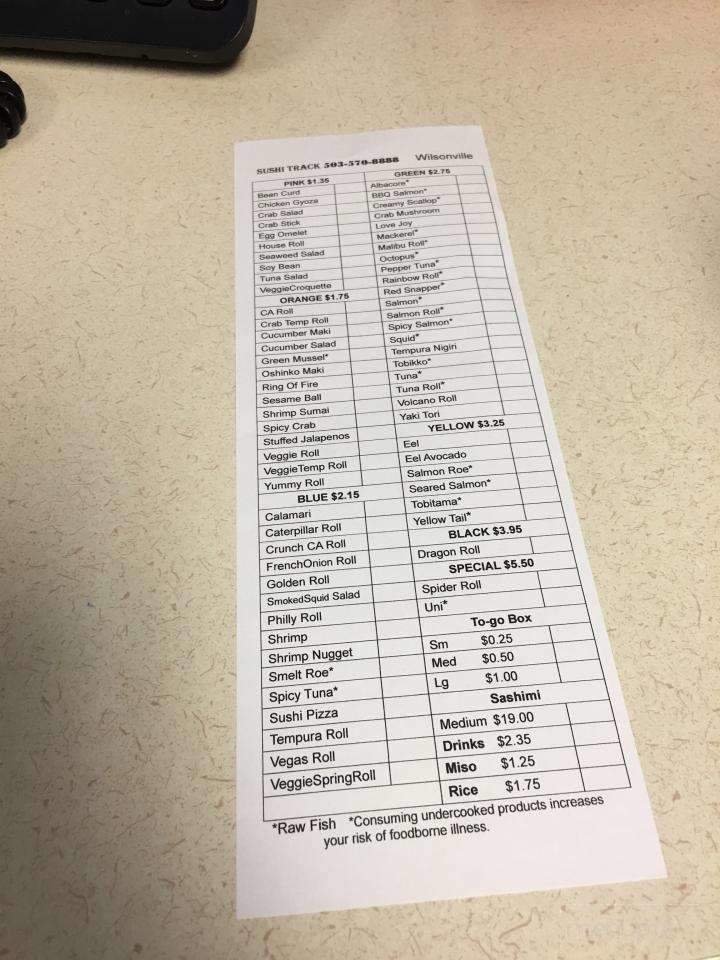 SUSHI TRACK 503-570-8888 Wilsonville
PINK $1.35
Bean Curd
Chicken Gyoza
Crab Salad
Crab Stick
Egg Omelet
House Roll
Seaweed Salad
Soy Bean
Tuna Salad
VeggieCroquette
ORANGE $1.75
CA Roll
Crab Temp Roll
Cucumber Maki
Cucumber Salad
Green Mussel*
Oshinko Maki
Ring Of Fire
Sesame Ball
Shrimp Sumai
Spicy Crab
Stuffed Jalapenos
Veggie Roll
VeggieTemp Roll
Yummy Roll
BLUE $2.15
Calamari
Caterpillar Roll
Crunch CA Roll
FrenchOnion Roll
Golden Roll
SmokedSquid Salad
Philly Roll
Shrimp
Shrimp Nugget
Smelt Roe*
Spicy Tuna*
Sushi Pizza
Tempura Roll
Vegas Roll
VeggieSpringRoll
GREEN $2.75
Albacore*
BBQ Salmon*
Creamy Scallop*
Crab Mushroom
Love Joy
Mackerel*
Malibu Roll*
Octopus*
Pepper Tuna*
Rainbow Roll*
Red Snapper*
Salmon*
Salmon Roll*
Spicy Salmon*
Squid*
Tempura Nigiri
Tobikko*
Tuna*
Tuna Roll*
Volcano Roll
Yaki Tori
YELLOW $3.25
Eel
Eel Avocado
Salmon Roe*
Seared Salmon*
Tobitama*
Yellow Tail*
BLACK $3.95
Dragon Roll
SPECIAL $5.50
Spider Roll
Uni*
To-go Box
Sm $0.25
Med $0.50
Lg $1.00
Sashimi
Medium $19.00
Drinks $2.35
Miso $1.25
Rice $1.75
*Raw Fish *Consuming undercooked products increases
your risk of foodborne illness.